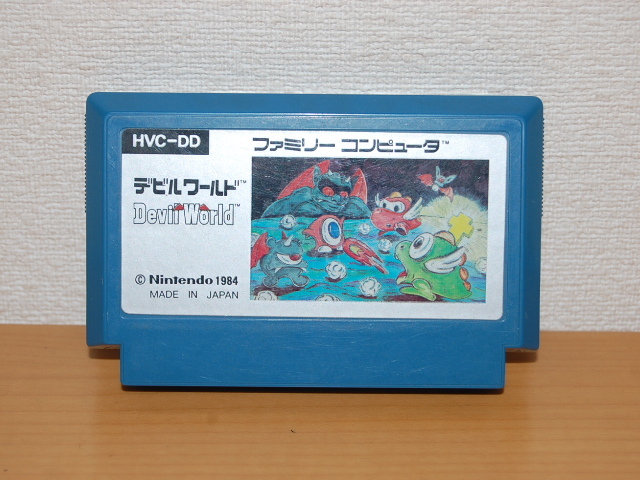 HVC-DD
ファミリー コンピュータ™
デビルワールド™
Devil World™
© Nintendo 1984
MADE IN JAPAN